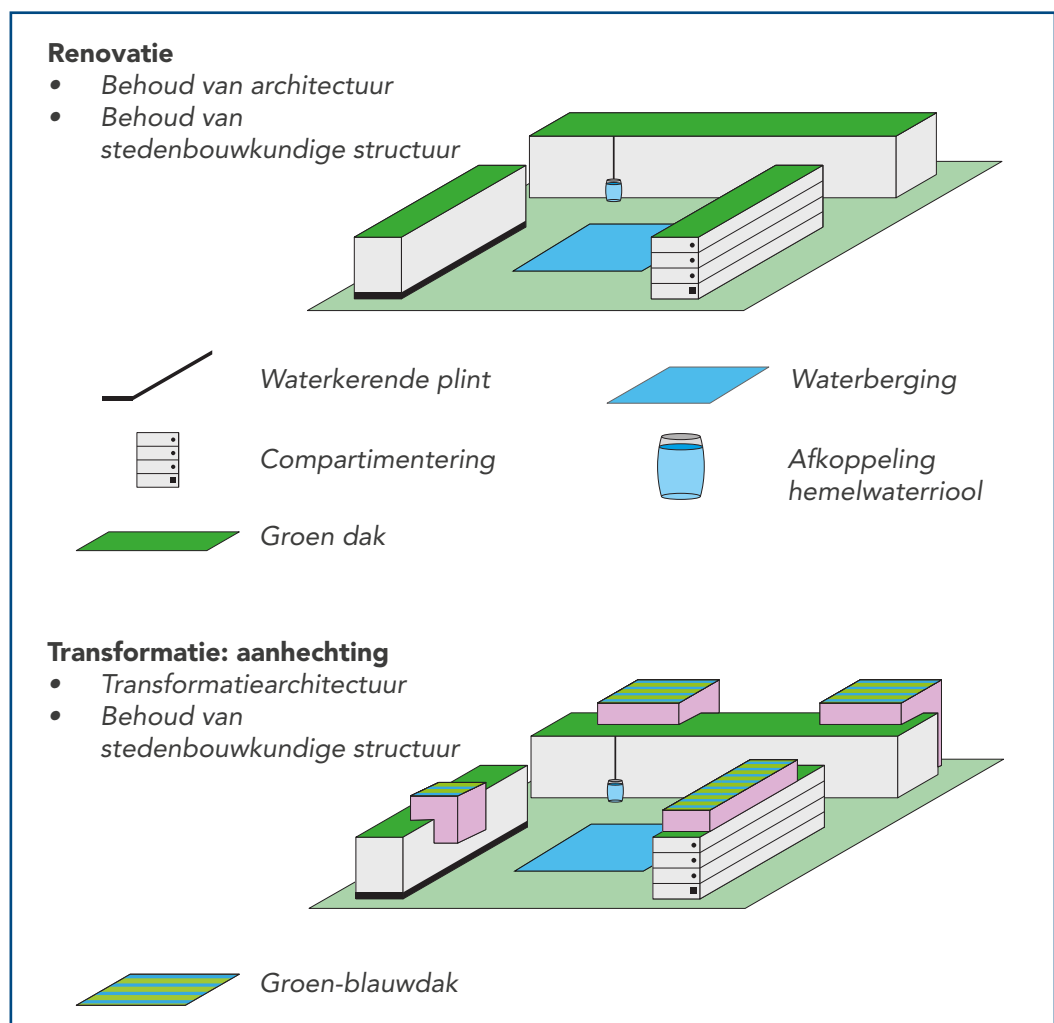 Renovatie
• Behoud van architectuur
• Behoud van
stedenbouwkundige structuur
Waterkerende plint
Waterberging
Compartimentering
Afkoppeling
hemelwaterriool
Groen dak
Transformatie: aanhechting
• Transformatiearchitectuur
• Behoud van
stedenbouwkundige structuur
Groen-blauwdak